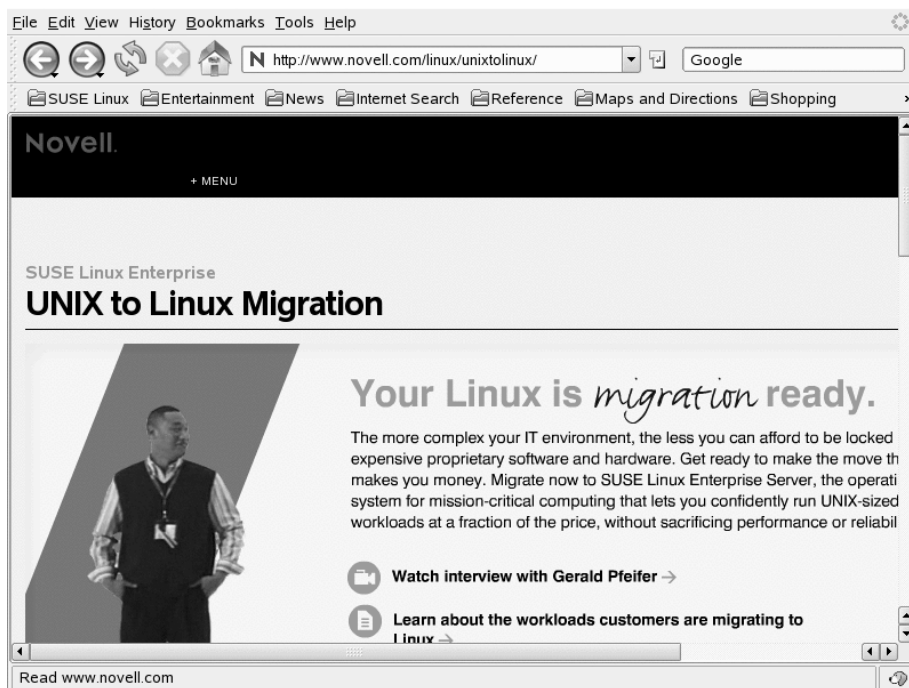 File Edit View History Bookmarks Tools Help
N http://www.novell.com/linux/unixtolinux/ Google
SUSE Linux Entertainment News Internet Search Reference Maps and Directions Shopping
Novell.
+ MENU
SUSE Linux Enterprise
UNIX to Linux Migration
Your Linux is migration ready.
The more complex your IT environment, the less you can afford to be locked
expensive proprietary software and hardware. Get ready to make the move th
makes you money. Migrate now to SUSE Linux Enterprise Server, the operati
system for mission-critical computing that lets you confidently run UNIX-sized
workloads at a fraction of the price, without sacrificing performance or reliabil
Watch interview with Gerald Pfeifer →
Learn about the workloads customers are migrating to
Linux →
Read www.novell.com